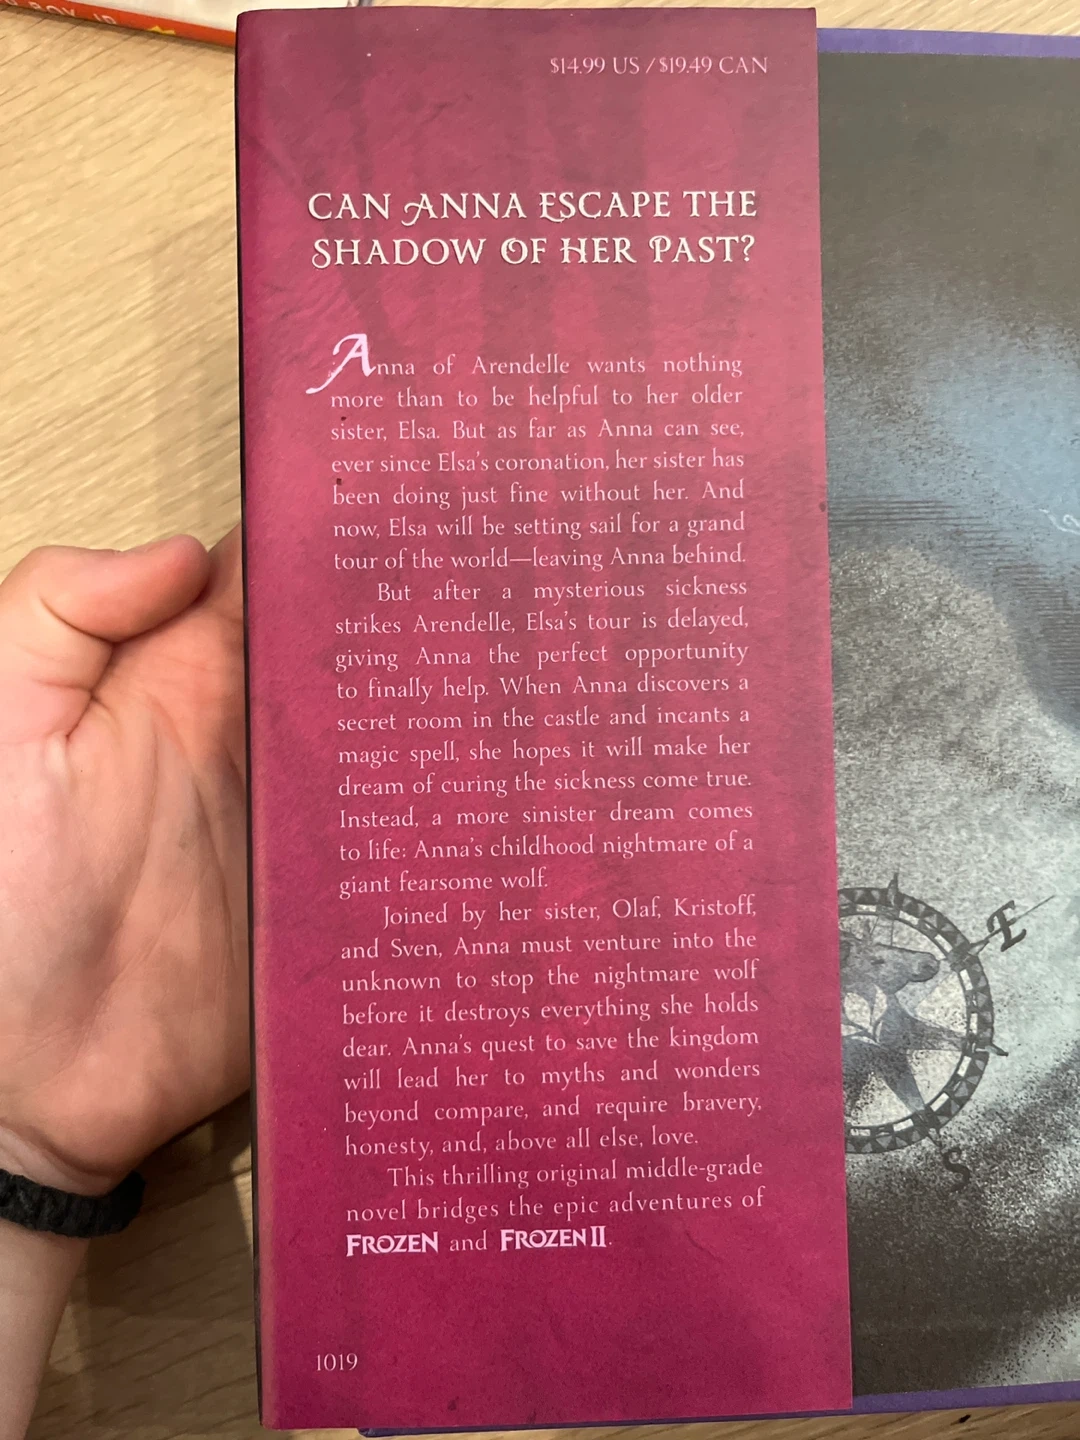 $14.99 US / $19.49 CAN
CAN ANNA ESCAPE THE
SHADOW OF HER PAST?
Anna of Arendelle wants nothing
more than to be helpful to her older
sister, Elsa. But as far as Anna can see,
ever since Elsa's coronation, her sister has
been doing just fine without her. And
now, Elsa will be setting sail for a grand
tour of the world—leaving Anna behind.
But after a mysterious sickness
strikes Arendelle, Elsa's tour is delayed,
giving Anna the perfect opportunity
to finally help. When Anna discovers a
secret room in the castle and incants a
magic spell, she hopes it will make her
dream of curing the sickness come true.
Instead, a more sinister dream comes
to life: Anna's childhood nightmare of a
giant fearsome wolf.
Joined by her sister, Olaf, Kristoff,
and Sven, Anna must venture into the
unknown to stop the nightmare wolf
before it destroys everything she holds
dear. Anna's quest to save the kingdom
will lead her to myths and wonders
beyond compare, and require bravery,
honesty, and, above all else, love.
This thrilling original middle-grade
novel bridges the epic adventures of
FROZEN and FROZEN II.
1019
E
S